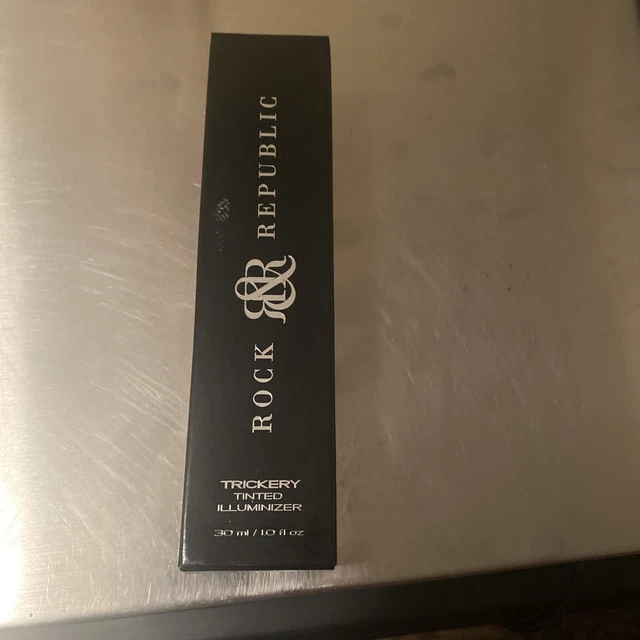 ROCK R&R REPUBLIC
TRICKERY
TINTED
ILLUMINIZER
30 ml / 1.0 fl oz